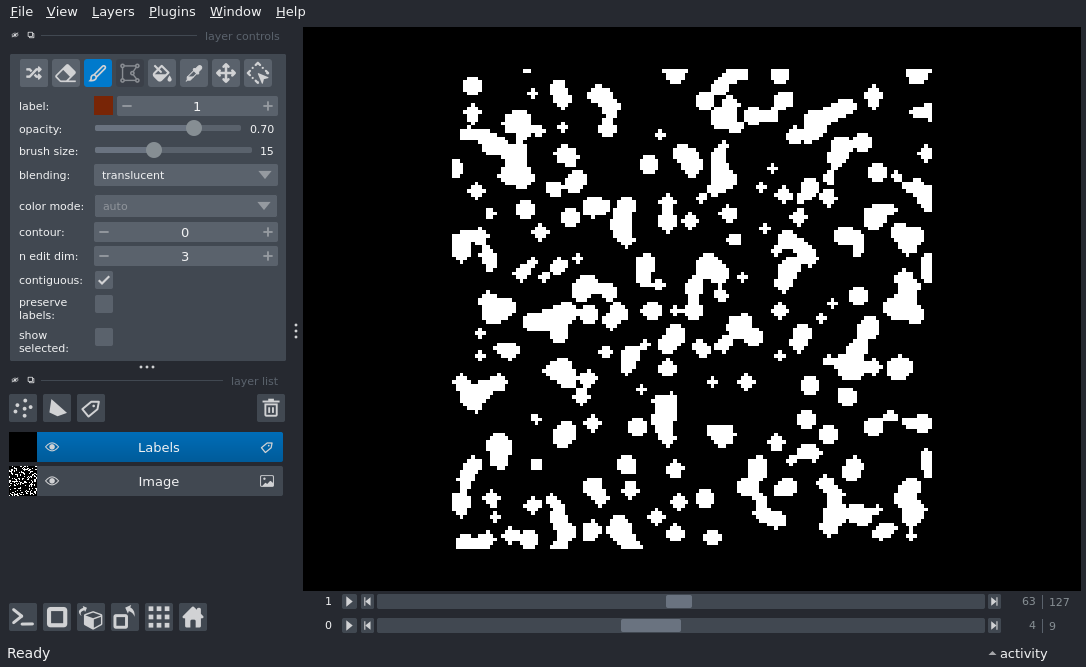 File View Layers Plugins Window Help
layer controls
label: 1
opacity: 0.70
brush size: 15
blending: translucent
color mode: auto
contour: 0
n edit dim: 3
contiguous:
preserve
labels:
show
selected:
layer list
Labels
Image
1 63 127
0 4 9
Ready activity